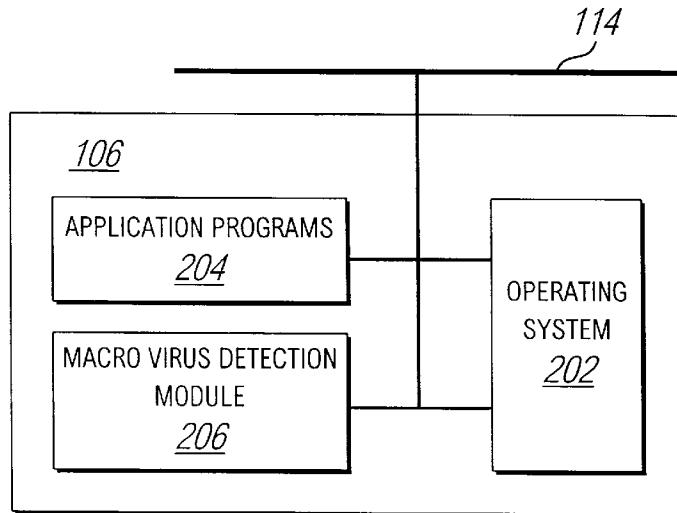 114
106
APPLICATION PROGRAMS
204
OPERATING
SYSTEM
202
MACRO VIRUS DETECTION
MODULE
206